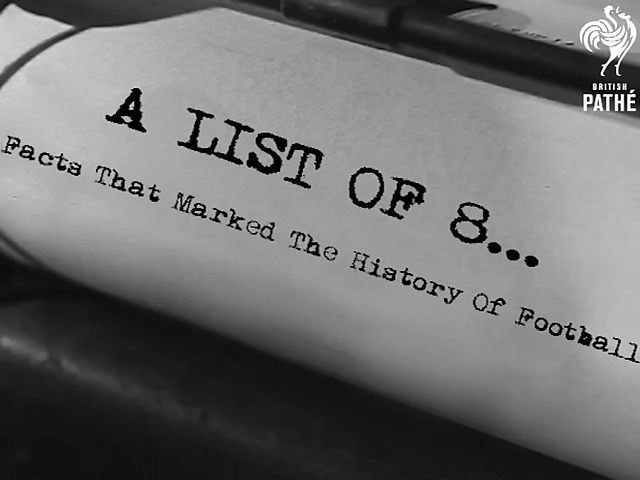 BRITISH
PATHÉ
A LIST OF 8...
Facts That Marked The History Of Football